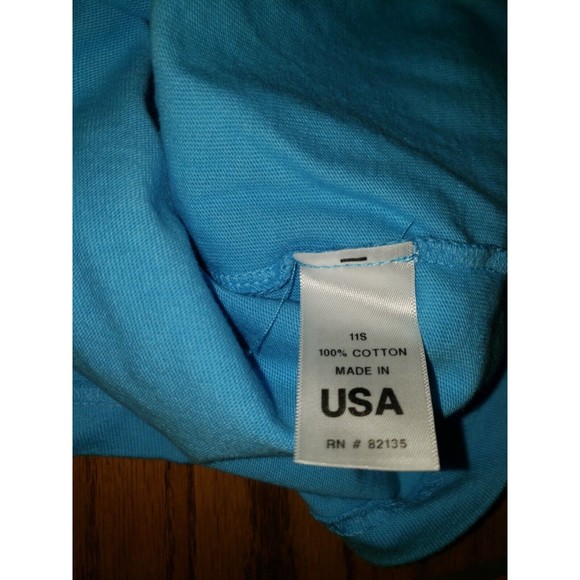 11S
100% COTTON
MADE IN
USA
RN # 82135